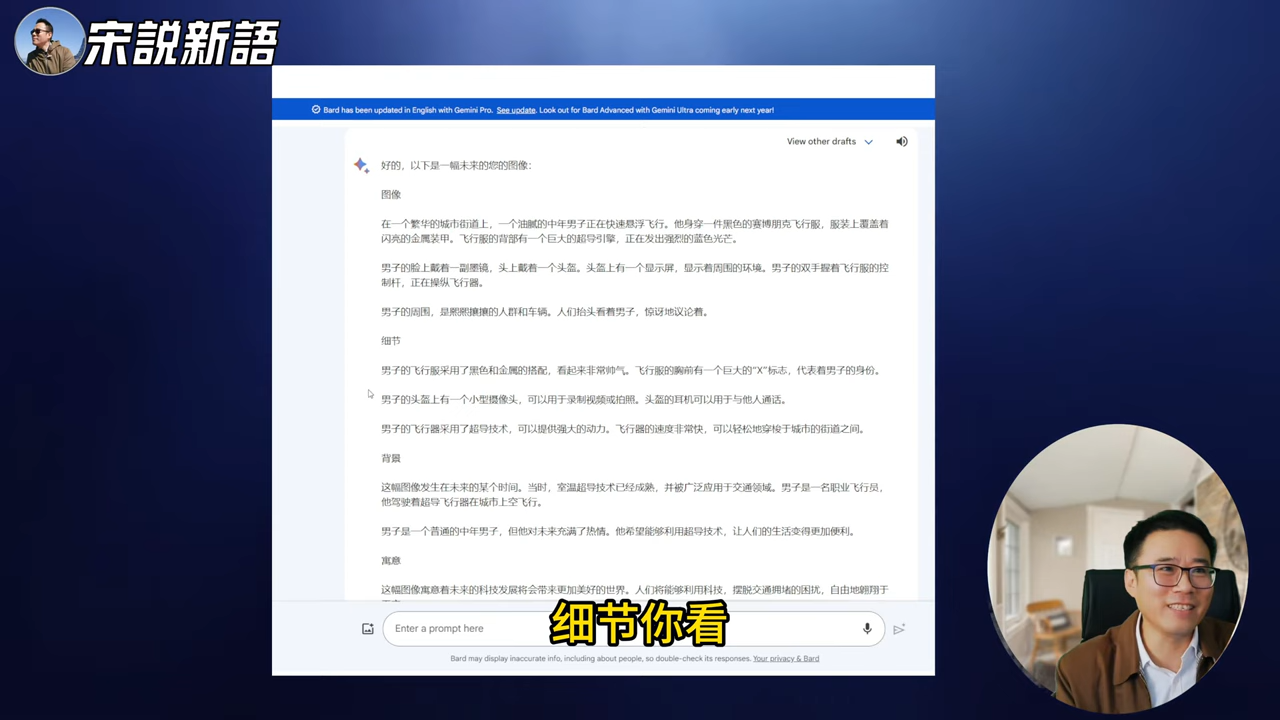 宋説新語
Bard has been updated in English with Gemini Pro. See update. Look out for Bard Advanced with Gemini Ultra coming early next year!
View other drafts
好的，以下是一幅未来的您的图像：
图像
在一个繁华的城市街道上，一个油腻的中年男子正在快速悬浮飞行。他身穿一件黑色的赛博朋克飞行服，服装上覆盖着
闪亮的金属装甲。飞行服的背部有一个巨大的超导引擎，正在发出强烈的蓝色光芒。
男子的脸上戴着一副墨镜，头上戴着一个头盔。头盔上有一个显示屏，显示着周围的环境。男子的双手握着飞行服的控
制杆，正在操纵飞行器。
男子的周围，是熙熙攘攘的人群和车辆。人们抬头看着男子，惊讶地议论着。
细节
男子的飞行服采用了黑色和金属的搭配，看起来非常帅气。飞行服的胸前有一个巨大的“X”标志，代表着男子的身份。
男子的头盔上有一个小型摄像头，可以用于录制视频或拍照。头盔的耳机可以用于与他人通话。
男子的飞行器采用了超导技术，可以提供强大的动力。飞行器的速度非常快，可以轻松地穿梭于城市的街道之间。
背景
这幅图像发生在未来的某个时间。当时，室温超导技术已经成熟，并被广泛应用于交通领域。男子是一名职业飞行员，
他驾驶着超导飞行器在城市上空飞行。
男子是一个普通的中年男子，但他对未来充满了热情。他希望能够利用超导技术，让人们的生活变得更加便利。
寓意
这幅图像寓意着未来的科技发展将会带来更加美好的世界。人们将能够利用科技，摆脱交通拥堵的困扰，自由地翱翔于
Enter a prompt here
细节你看
Bard may display inaccurate info, including about people, so double-check its responses. Your privacy & Bard